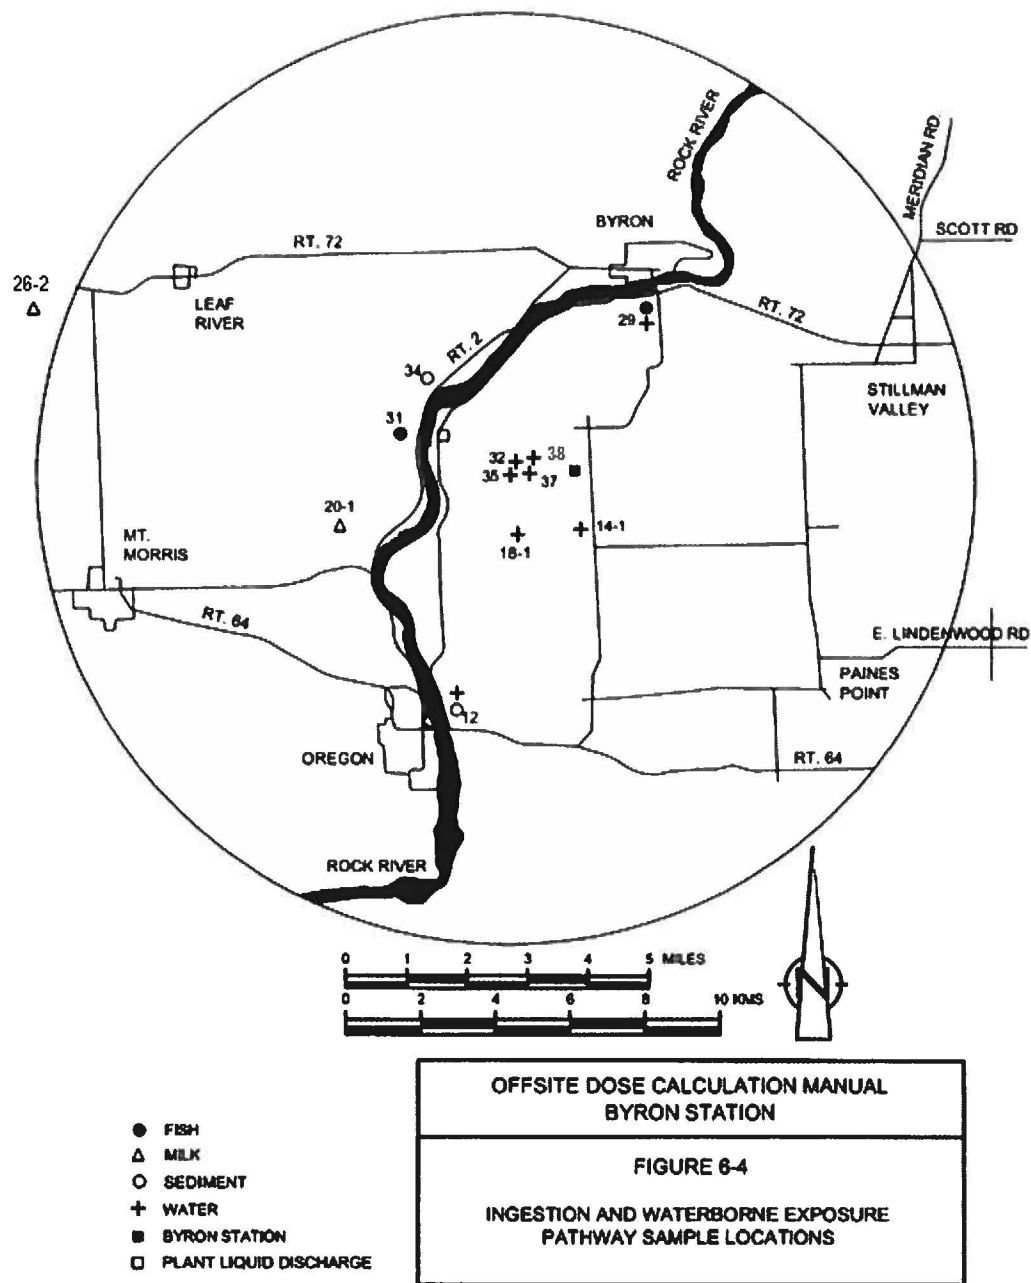 ROCK RIVER
MERIDIAN RD.
SCOTT RD
BYRON
RT. 72
26-2
LEAF
RIVER
29
RT. 72
RT. 2
34
STILLMAN
VALLEY
31
32
38
35
37
20-1
14-1
18-1
MT.
MORRIS
RT. 64
E. LINDENWOOD RD
PAINES
POINT
12
OREGON
RT. 64
ROCK RIVER
0 1 2 3 4 5 MILES
0 2 4 6 8 10 KMS
N
OFFSITE DOSE CALCULATION MANUAL
BYRON STATION
FIGURE 6-4
INGESTION AND WATERBORNE EXPOSURE
PATHWAY SAMPLE LOCATIONS
FISH
MILK
SEDIMENT
WATER
BYRON STATION
PLANT LIQUID DISCHARGE